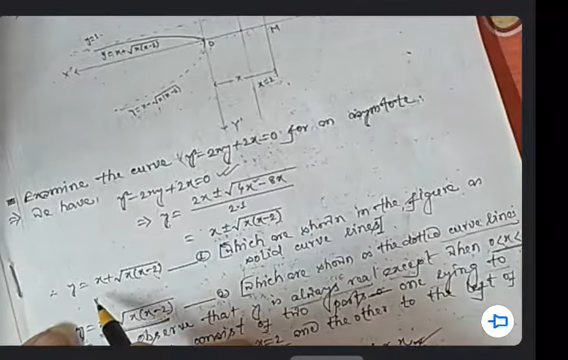 y=1
y=x+√x(x-2)
X'
O
M
x
x=2
y=x-√x(x-2)
Y'
Examine the curve y²-2xy+2x=0 for an asymptote.
⇒ We have, y²-2xy+2x=0
⇒ y= 2x±√4x²-8x / 2.1
= x±√x(x-2)
∴ y= x+√x(x-2) ——① [which are shown in the figure as
solid curve lines]
y= √x(x-2) ——② [which are shown as the dotted curve lines
observe that y is always real except when 0<x<
consist of two parts one lying to
x=2 and the other to the left of